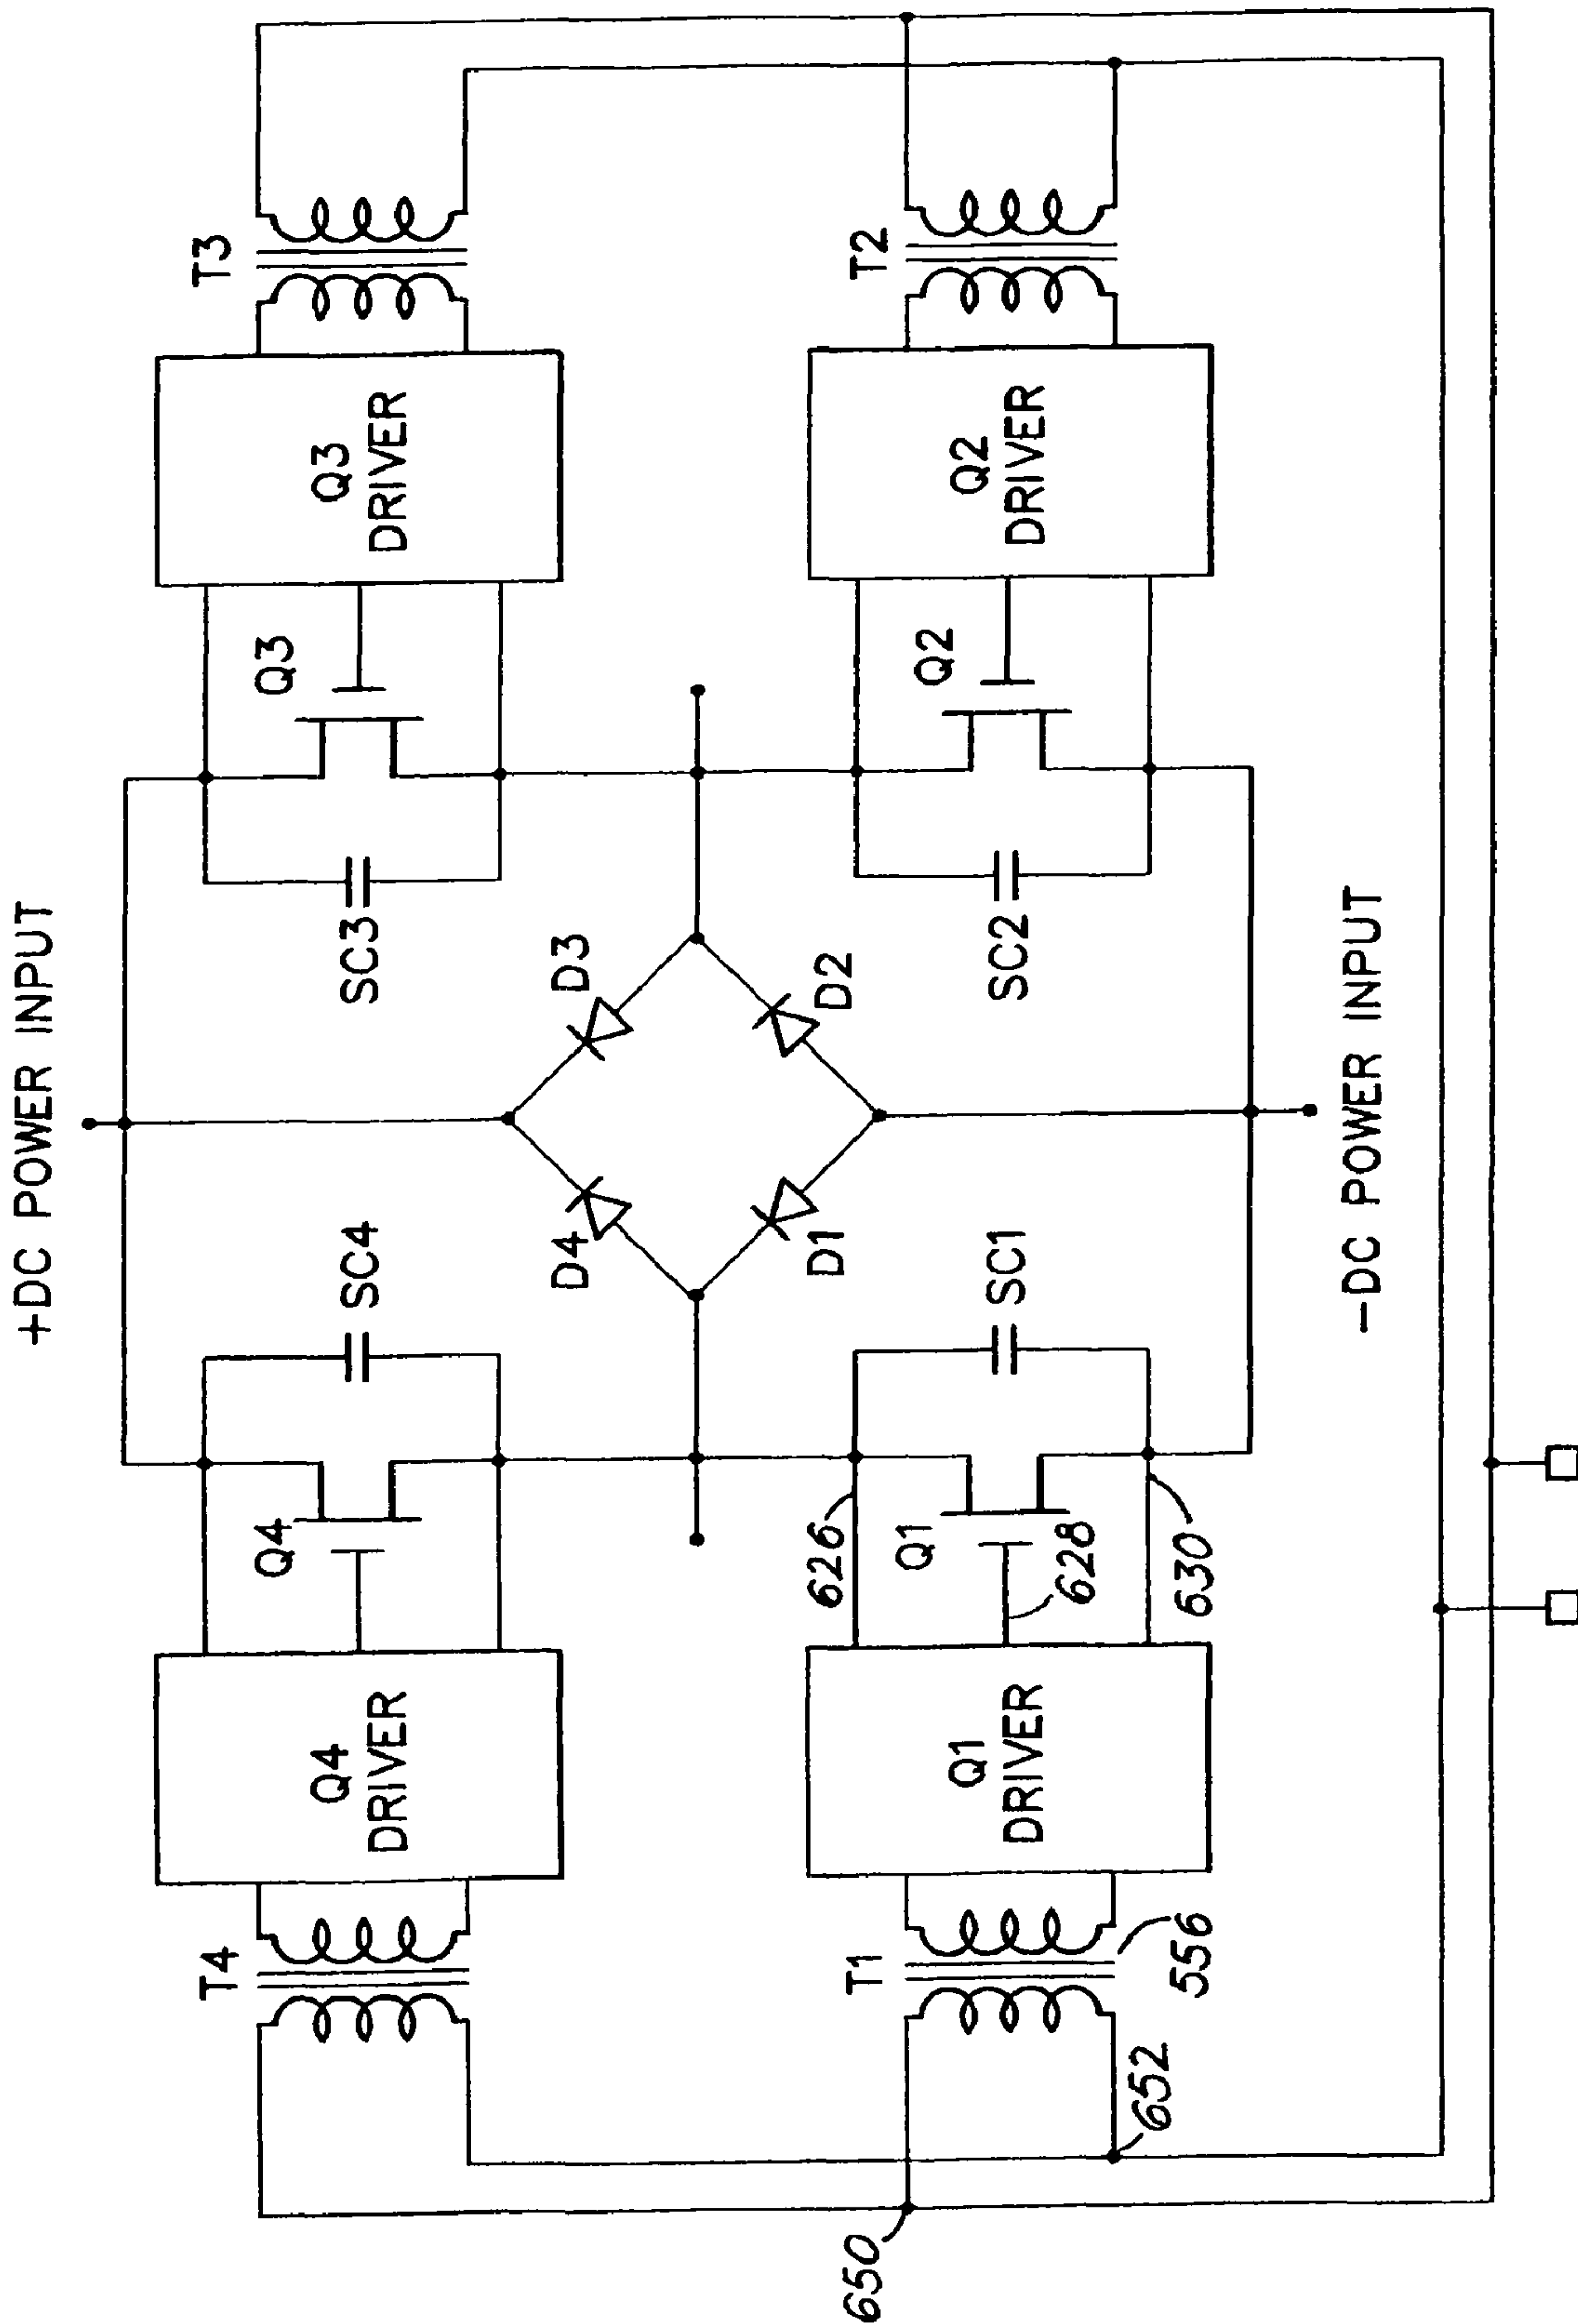 +DC POWER INPUT
T4
Q4
DRIVER
Q4
SC4
SC3
Q3
Q3
DRIVER
T3
D4
D3
D1
D2
650
T1
652
556
Q1
DRIVER
626
Q1
628
630
SC1
SC2
Q2
Q2
DRIVER
T2
-DC POWER INPUT